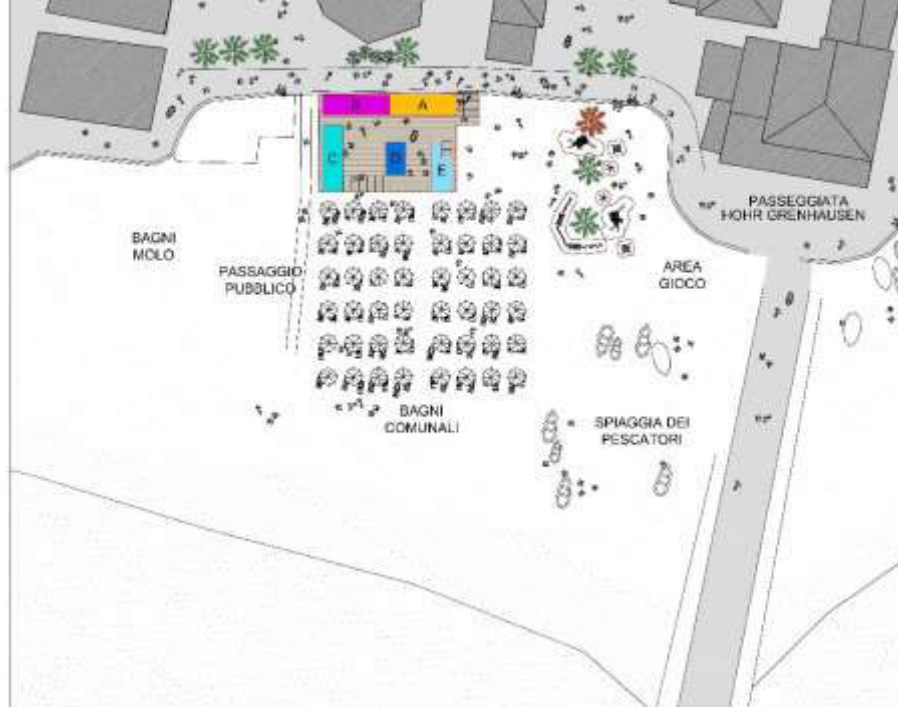 B A
C D E
PASSEGGIATA
HOHR GRENHAUSEN
BAGNI
MOLO
PASSAGGIO
PUBBLICO
AREA
GIOCO
BAGNI
COMUNALI
SPIAGGIA DEI
PESCATORI